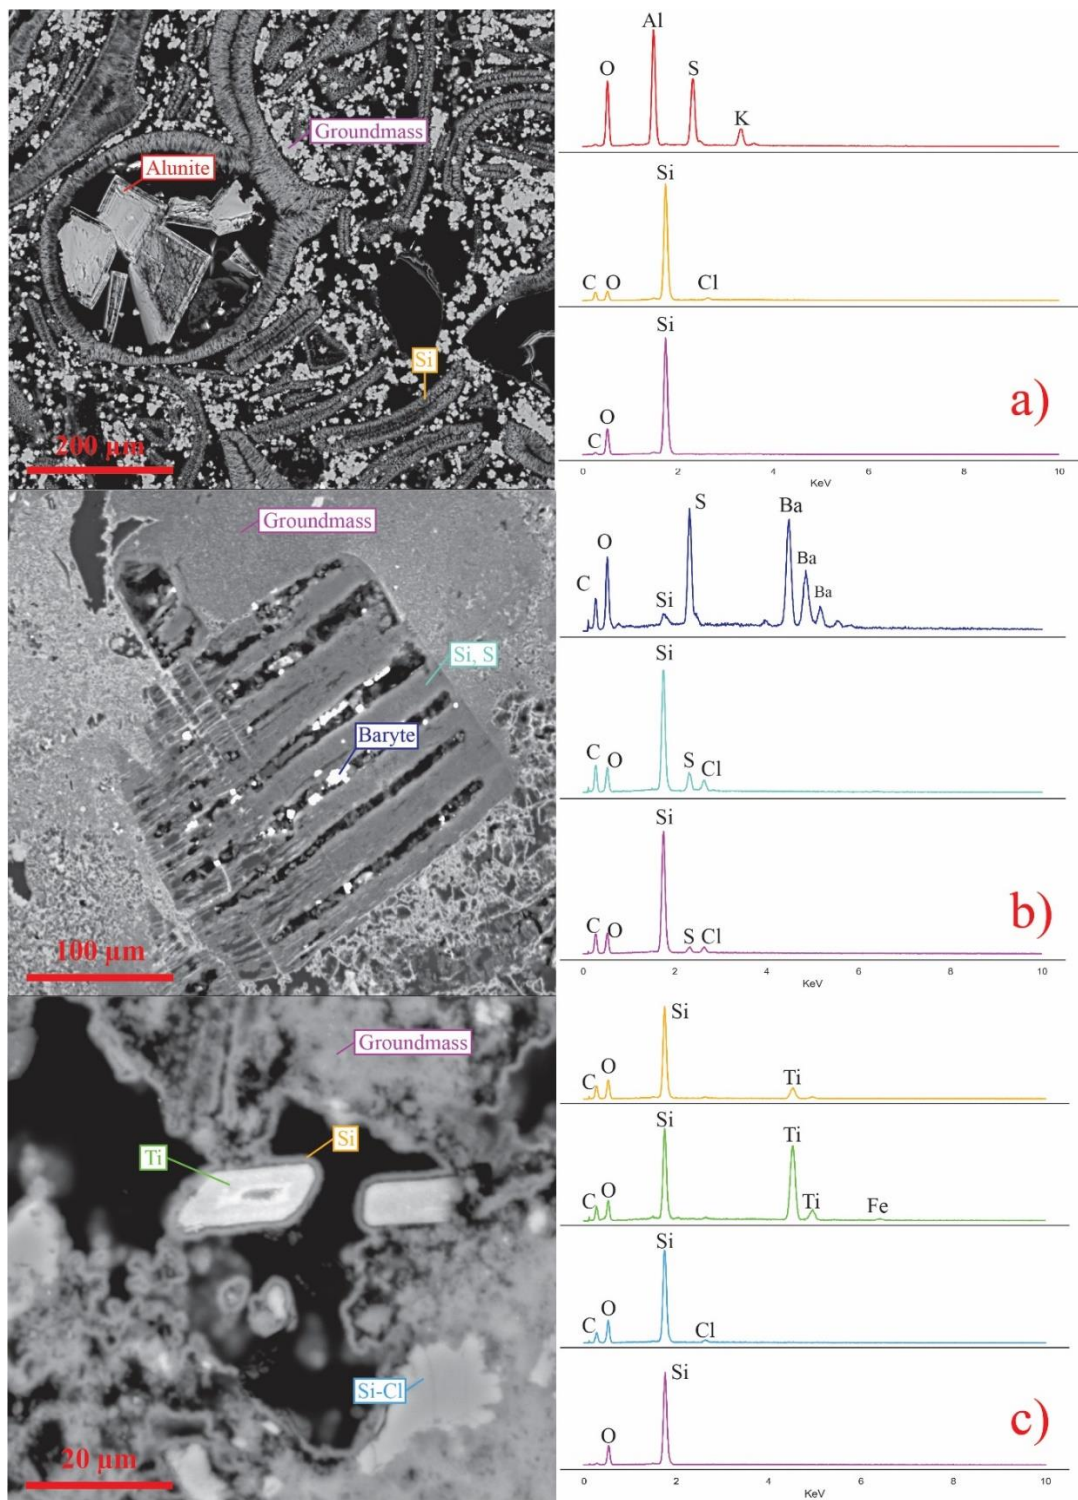 Groundmass
Alunite
Si
200 µm
Al
O
S
K
Si
C
O
Cl
Si
O
C
a)
0
2
4
6
8
10
KeV
Groundmass
Si, S
Baryte
100 µm
S
Ba
O
Ba
C
Si
Ba
Si
C
O
S
Cl
Si
C
O
S
Cl
b)
0
2
4
6
8
10
KeV
Groundmass
Si
Ti
Si-Cl
20 µm
Si
C
O
Ti
Si
Ti
C
O
Ti
Fe
Si
O
C
Cl
Si
O
c)
0
2
4
6
8
10
KeV